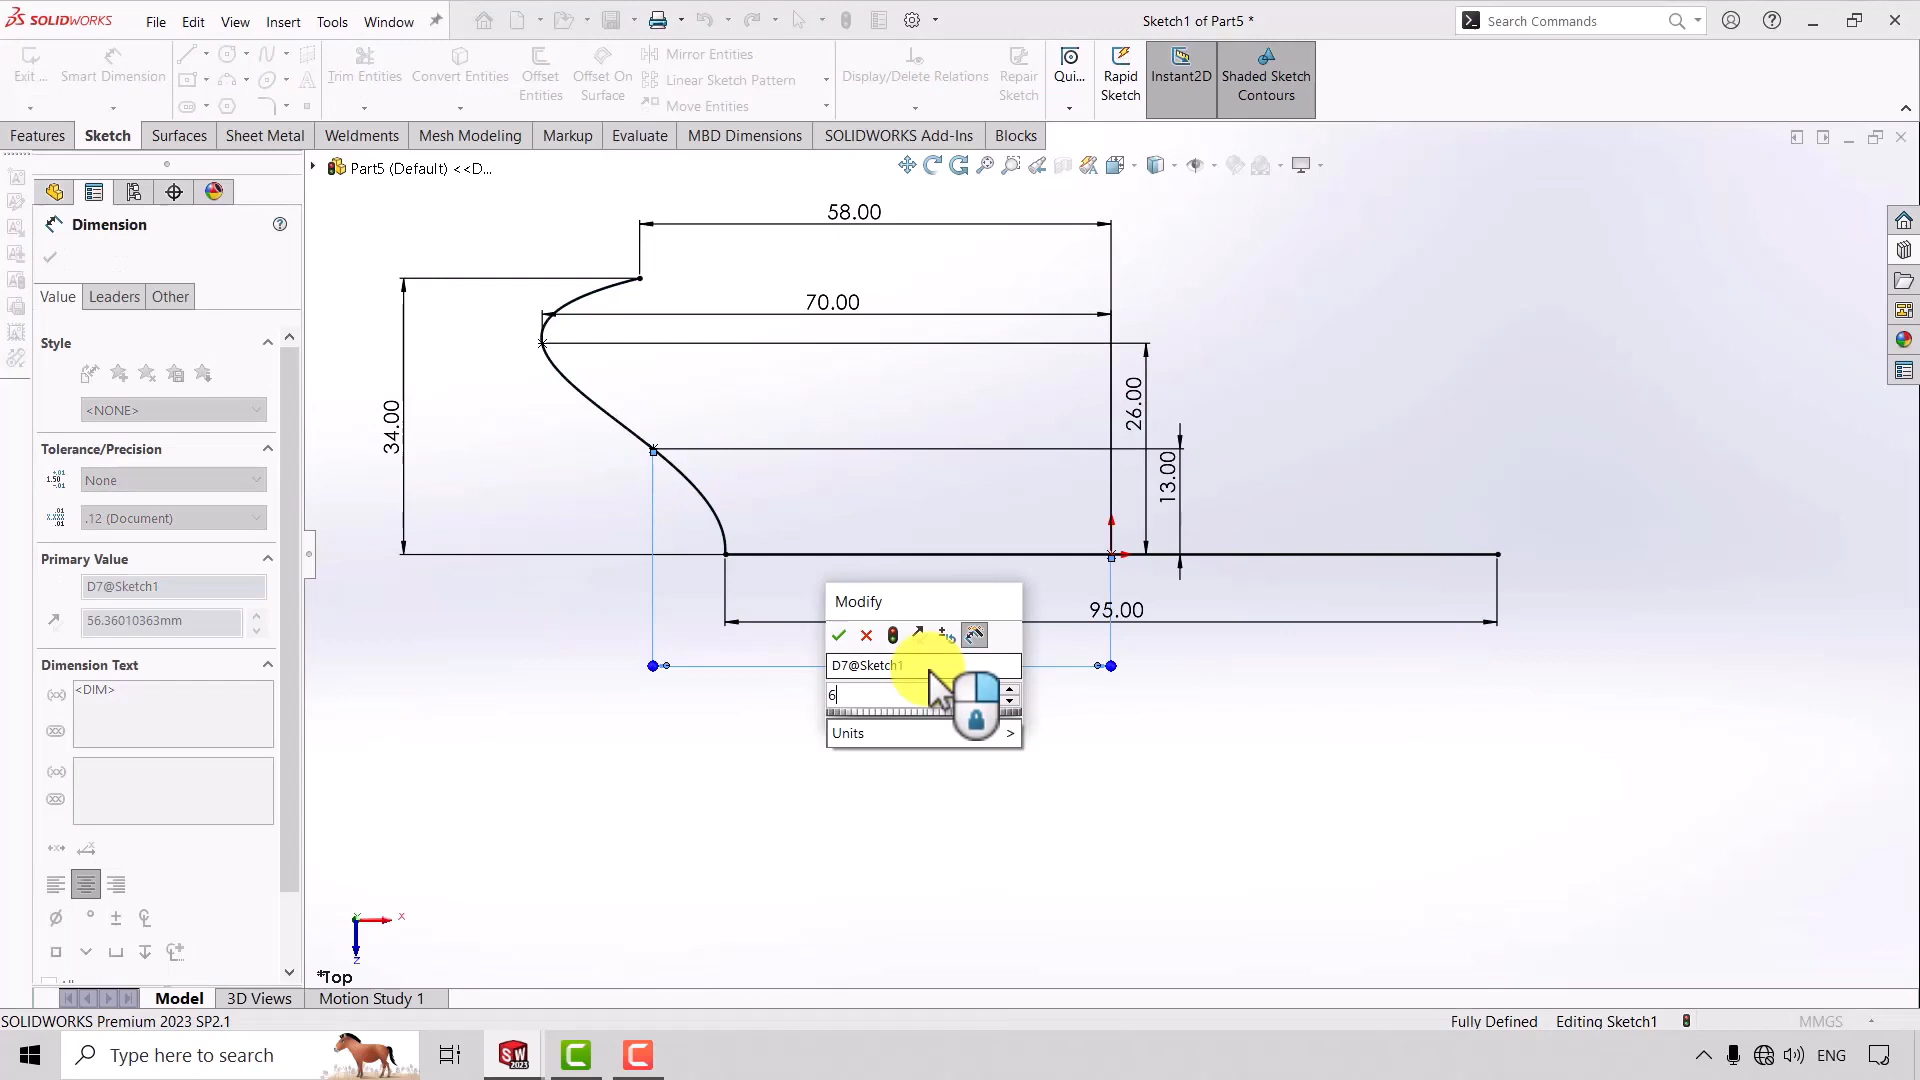 SOLIDWORKS
File Edit View Insert Tools Window
Sketch1 of Part5 *
Search Commands
Exit ...
Smart Dimension
Trim Entities
Convert Entities
Offset Entities
Offset On Surface
Mirror Entities
Linear Sketch Pattern
Move Entities
Display/Delete Relations
Repair Sketch
Qui...
Rapid Sketch
Instant2D
Shaded Sketch Contours
Features Sketch Surfaces Sheet Metal Weldments Mesh Modeling Markup Evaluate MBD Dimensions SOLIDWORKS Add-Ins Blocks
Part5 (Default) <<D...
Dimension
Value Leaders Other
Style
<NONE>
Tolerance/Precision
None
.12 (Document)
Primary Value
D7@Sketch1
56.36010363mm
Dimension Text
<DIM>
58.00
70.00
34.00
26.00
13.00
95.00
Modify
D7@Sketch1
6
Units >
X
Z
*Top
Model 3D Views Motion Study 1
SOLIDWORKS Premium 2023 SP2.1
Fully Defined Editing Sketch1 MMGS
Type here to search
ENG